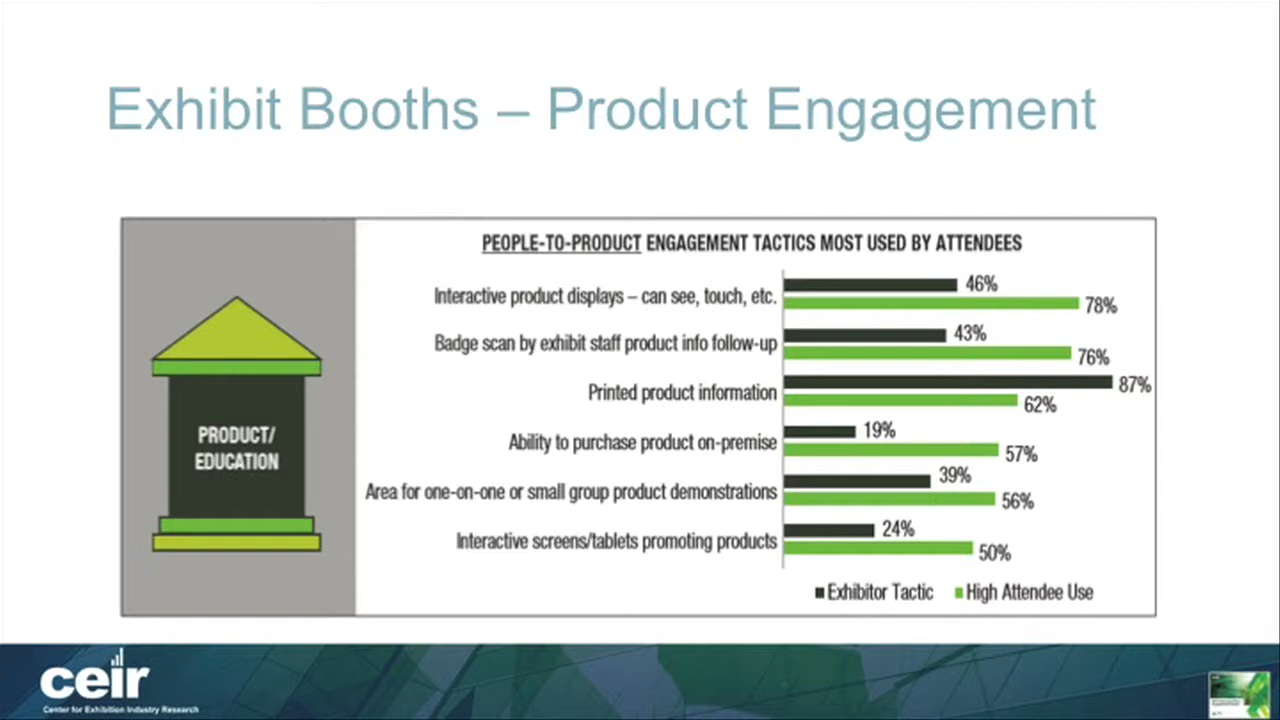 Exhibit Booths – Product Engagement
PEOPLE-TO-PRODUCT ENGAGEMENT TACTICS MOST USED BY ATTENDEES
PRODUCT/
EDUCATION
Interactive product displays – can see, touch, etc.
46%
78%
Badge scan by exhibit staff product info follow-up
43%
76%
Printed product information
87%
62%
Ability to purchase product on-premise
19%
57%
Area for one-on-one or small group product demonstrations
39%
56%
Interactive screens/tablets promoting products
24%
50%
Exhibitor Tactic
High Attendee Use
ceir
Center for Exhibition Industry Research